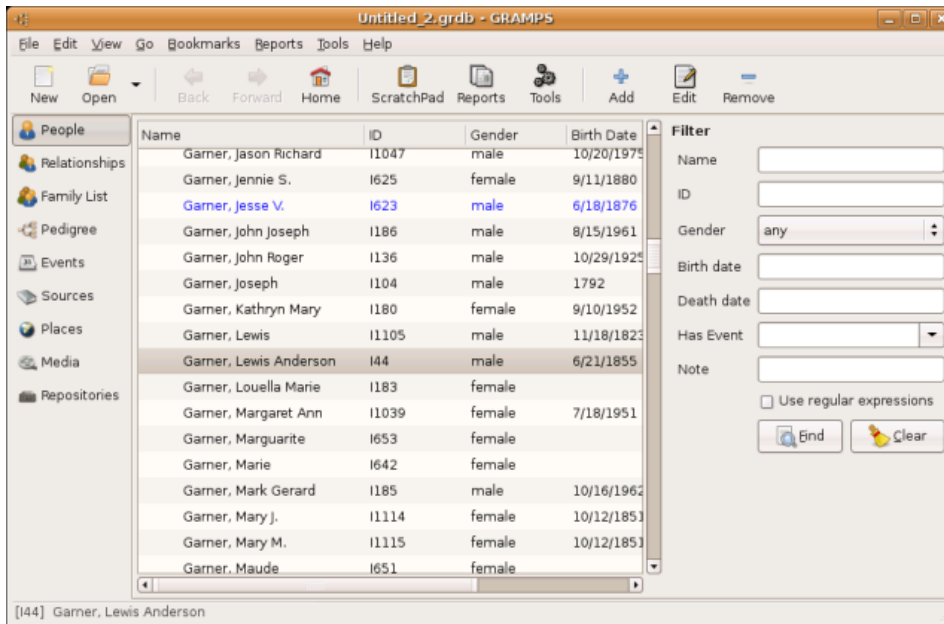 Untitled_2.grdb - GRAMPS
File Edit View Go Bookmarks Reports Tools Help
New Open Back Forward Home ScratchPad Reports Tools Add Edit Remove
People
Relationships
Family List
Pedigree
31 Events
Sources
Places
Media
Repositories
Name ID Gender Birth Date
Garner, Jason Richard I1047 male 10/20/1975
Garner, Jennie S. I625 female 9/11/1880
Garner, Jesse V. I623 male 6/18/1876
Garner, John Joseph I186 male 8/15/1961
Garner, John Roger I136 male 10/29/1925
Garner, Joseph I104 male 1792
Garner, Kathryn Mary I180 female 9/10/1952
Garner, Lewis I1105 male 11/18/1823
Garner, Lewis Anderson I44 male 6/21/1855
Garner, Louella Marie I183 female
Garner, Margaret Ann I1039 female 7/18/1951
Garner, Marguarite I653 female
Garner, Marie I642 female
Garner, Mark Gerard I185 male 10/16/1962
Garner, Mary J. I1114 female 10/12/1851
Garner, Mary M. I1115 female 10/12/1851
Garner, Maude I651 female
Filter
Name
ID
Gender any
Birth date
Death date
Has Event
Note
Use regular expressions
Find Clear
[I44] Garner, Lewis Anderson